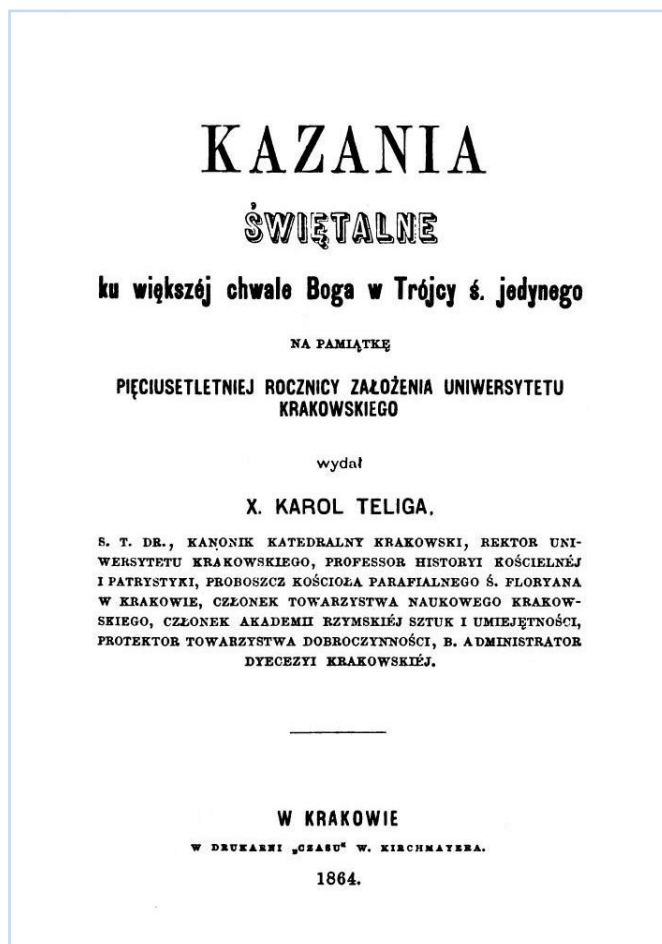 KAZANIA
ŚWIĘTALNE
ku większéj chwale Boga w Trójcy ś. jedynego
NA PAMIĄTKĘ
PIĘCIUSETLETNIEJ ROCZNICY ZAŁOŻENIA UNIWERSYTETU
KRAKOWSKIEGO
wydał
X. KAROL TELIGA,
S. T. DR., KANONIK KATEDRALNY KRAKOWSKI, REKTOR UNI-
WERSYTETU KRAKOWSKIEGO, PROFESSOR HISTORYI KOŚCIELNÉJ
I PATRYSTYKI, PROBOSZCZ KOŚCIOŁA PARAFIALNEGO Ś. FLORYANA
W KRAKOWIE, CZŁONEK TOWARZYSTWA NAUKOWEGO KRAKOW-
SKIEGO, CZŁONEK AKADEMII RZYMSKIÉJ SZTUK I UMIEJĘTNOŚCI,
PROTEKTOR TOWARZYSTWA DOBROCZYNNOŚCI, B. ADMINISTRATOR
DYECEZYI KRAKOWSKIÉJ.
W KRAKOWIE
W DRUKARNI „CZASU" W. KIRCHMAYERA.
1864.